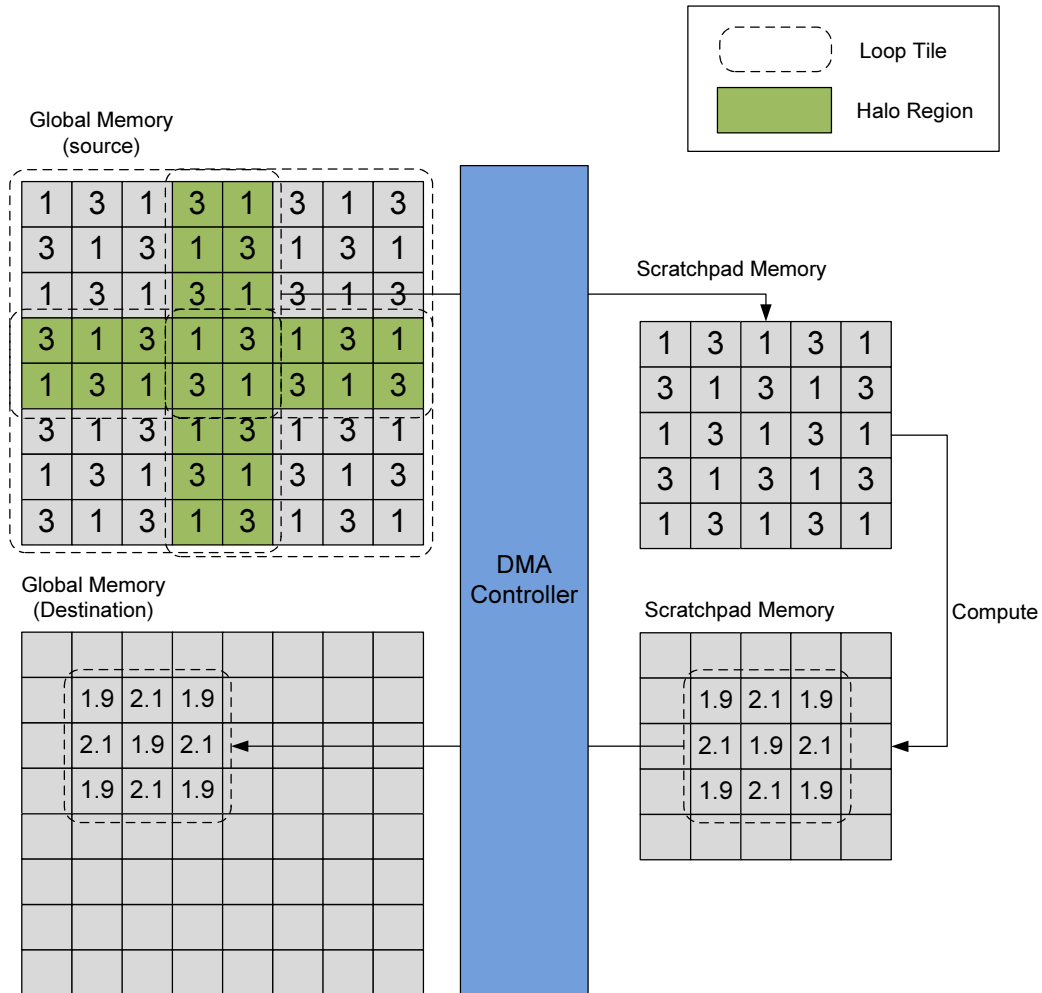 Loop Tile
Halo Region
Global Memory
(source)
1 3 1 3 1 3 1 3
3 1 3 1 3 1 3 1
1 3 1 3 1 3 1 3
3 1 3 1 3 1 3 1
1 3 1 3 1 3 1 3
3 1 3 1 3 1 3 1
1 3 1 3 1 3 1 3
3 1 3 1 3 1 3 1
DMA
Controller
Scratchpad Memory
1 3 1 3 1
3 1 3 1 3
1 3 1 3 1
3 1 3 1 3
1 3 1 3 1
Compute
Global Memory
(Destination)
1.9 2.1 1.9
2.1 1.9 2.1
1.9 2.1 1.9
Scratchpad Memory
1.9 2.1 1.9
2.1 1.9 2.1
1.9 2.1 1.9